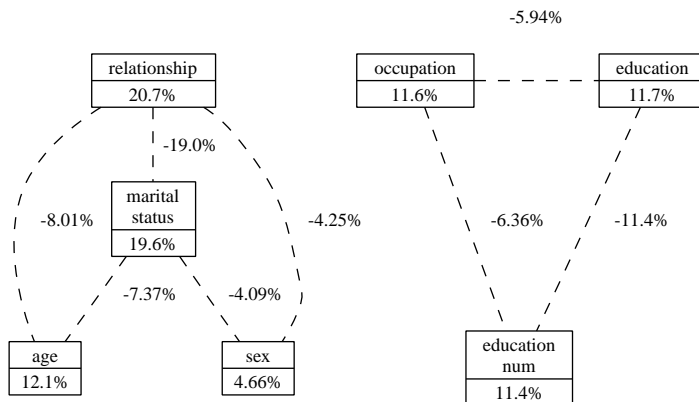 -5.94%
relationship
20.7%
occupation
11.6%
education
11.7%
-19.0%
marital
status
19.6%
-8.01%
-4.25%
-6.36%
-11.4%
-7.37%
-4.09%
age
12.1%
sex
4.66%
education
num
11.4%